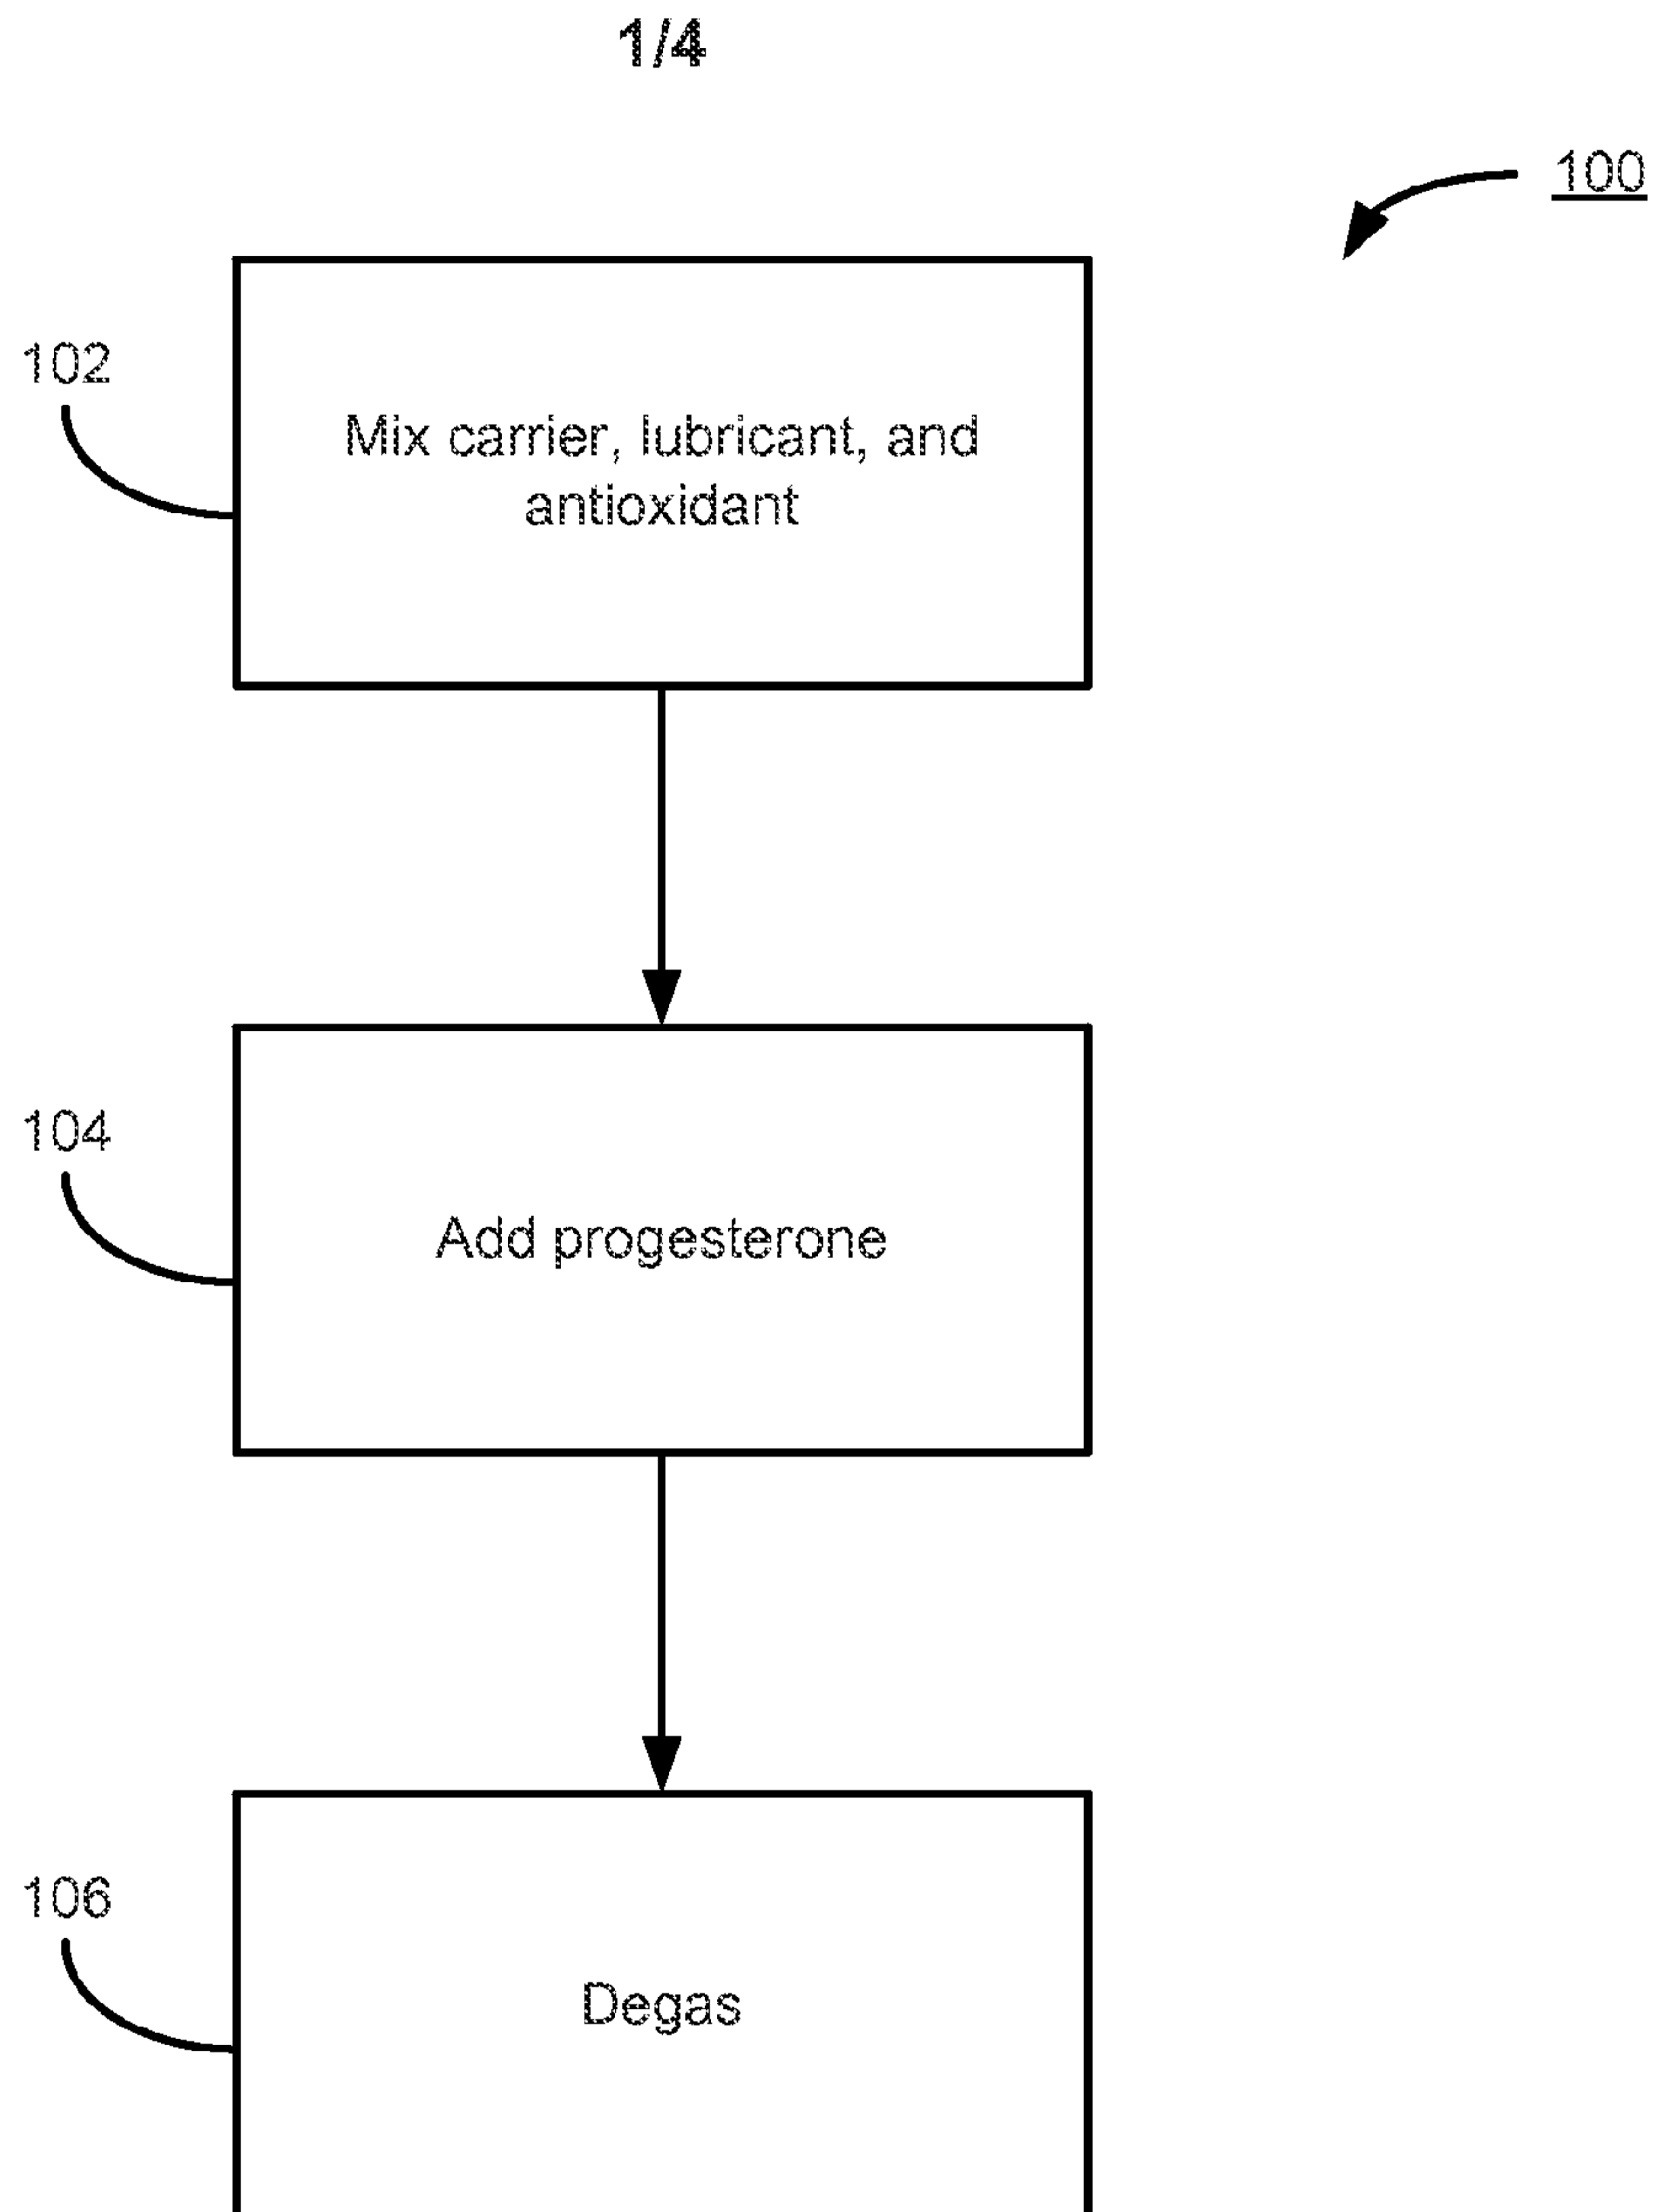 1/4
100
102
Mix carrier, lubricant, and
antioxidant
104
Add progesterone
106
Degas